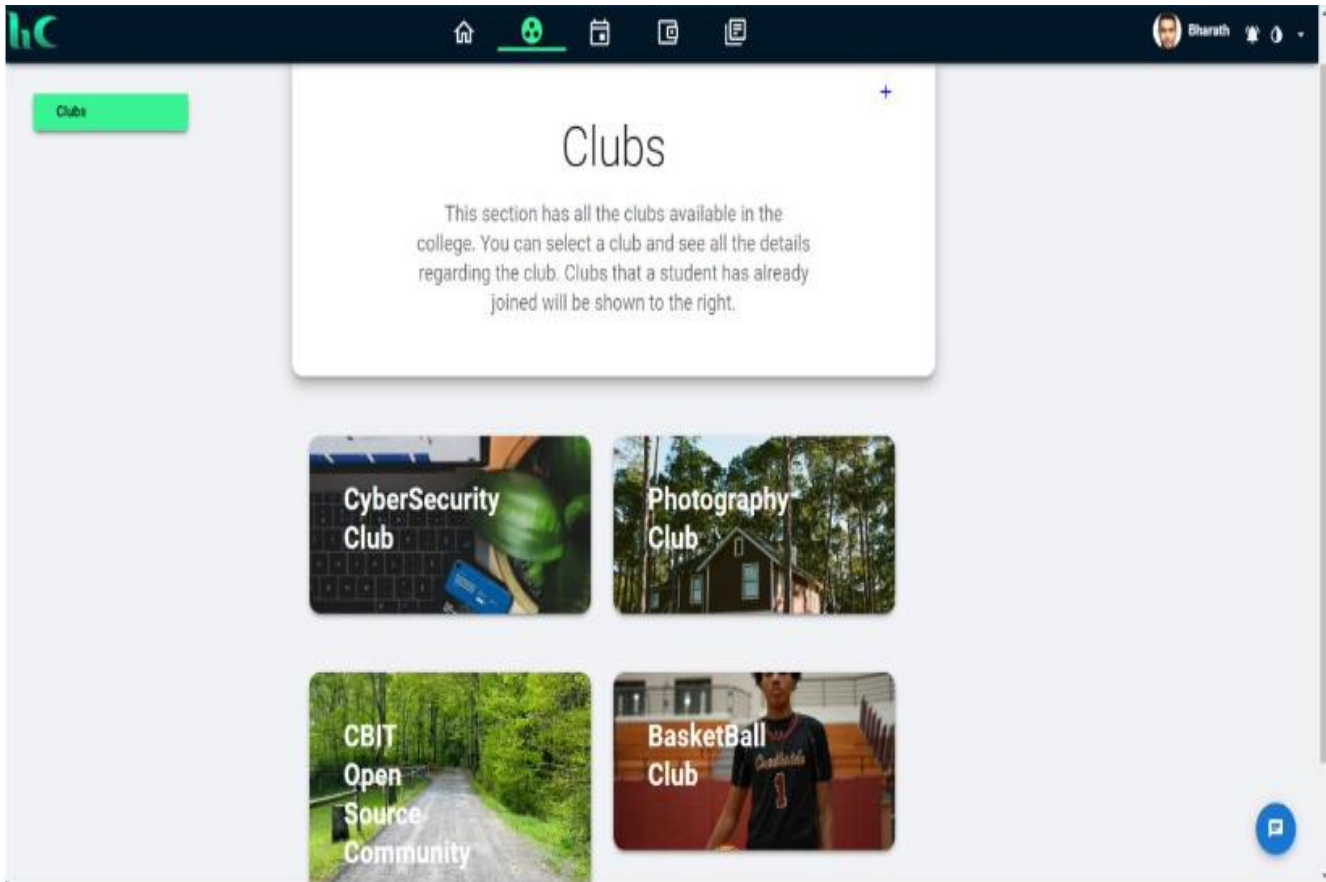 hC
Bharath
Clubs
Clubs
This section has all the clubs available in the
college. You can select a club and see all the details
regarding the club. Clubs that a student has already
joined will be shown to the right.
CyberSecurity
Club
Photography
Club
CBIT
Open
Source
Community
BasketBall
Club
1